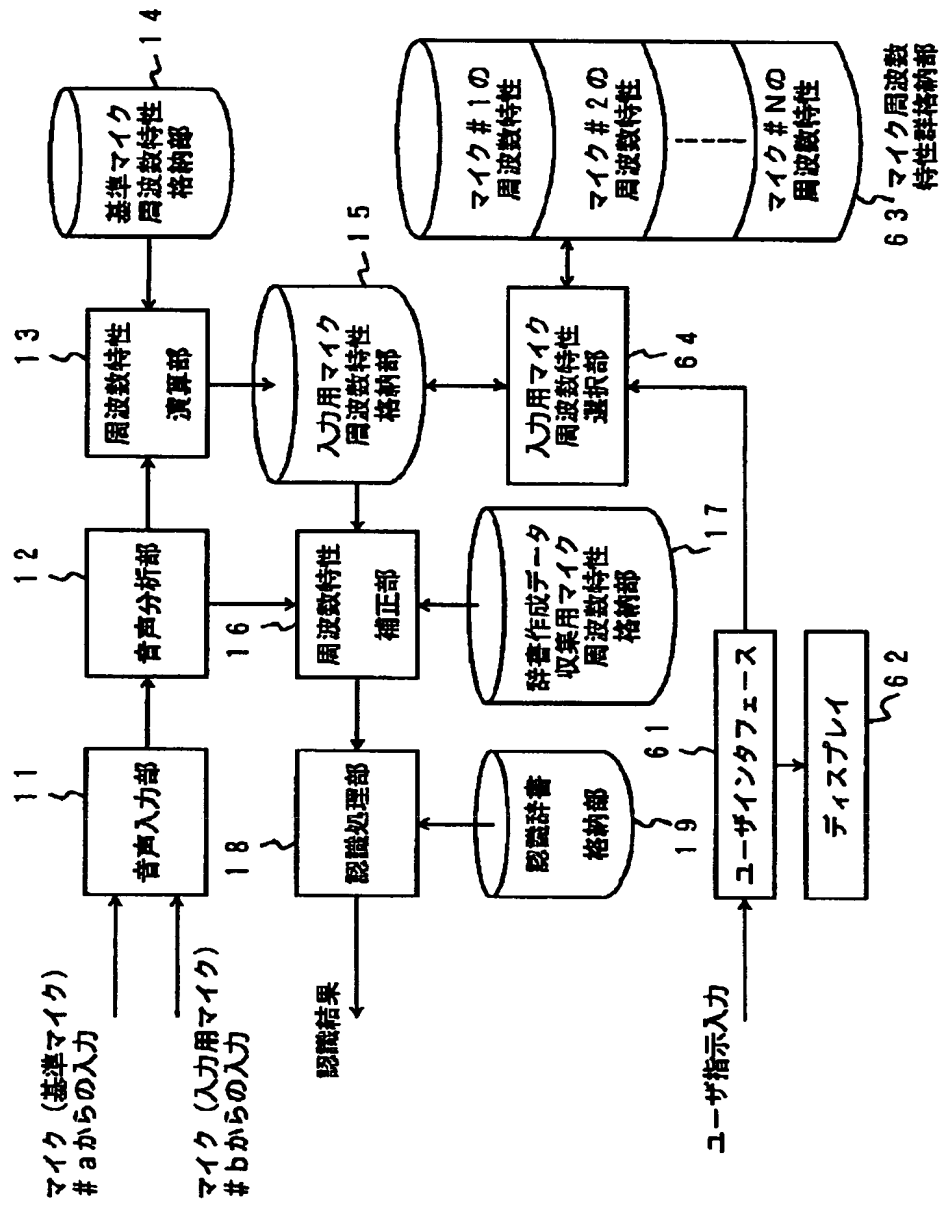 マイク（基準マイク）
＃ａからの入力
マイク（入力用マイク）
＃ｂからの入力
１１
音声入力部
１２
音声分析部
１３
周波数特性
演算部
１４
基準マイク
周波数特性
格納部
認識結果
１８
認識処理部
１６
周波数特性
補正部
１５
入力用マイク
周波数特性
格納部
１９
認識辞書
格納部
１７
辞書作成データ
収集用マイク
周波数特性
格納部
６４
入力用マイク
周波数特性
選択部
マイク＃１の
周波数特性
マイク＃２の
周波数特性
マイク＃Ｎの
周波数特性
６３
マイク周波数
特性群格納部
ユーザ指示入力
６１
ユーザインタフェース
ディスプレイ
６２